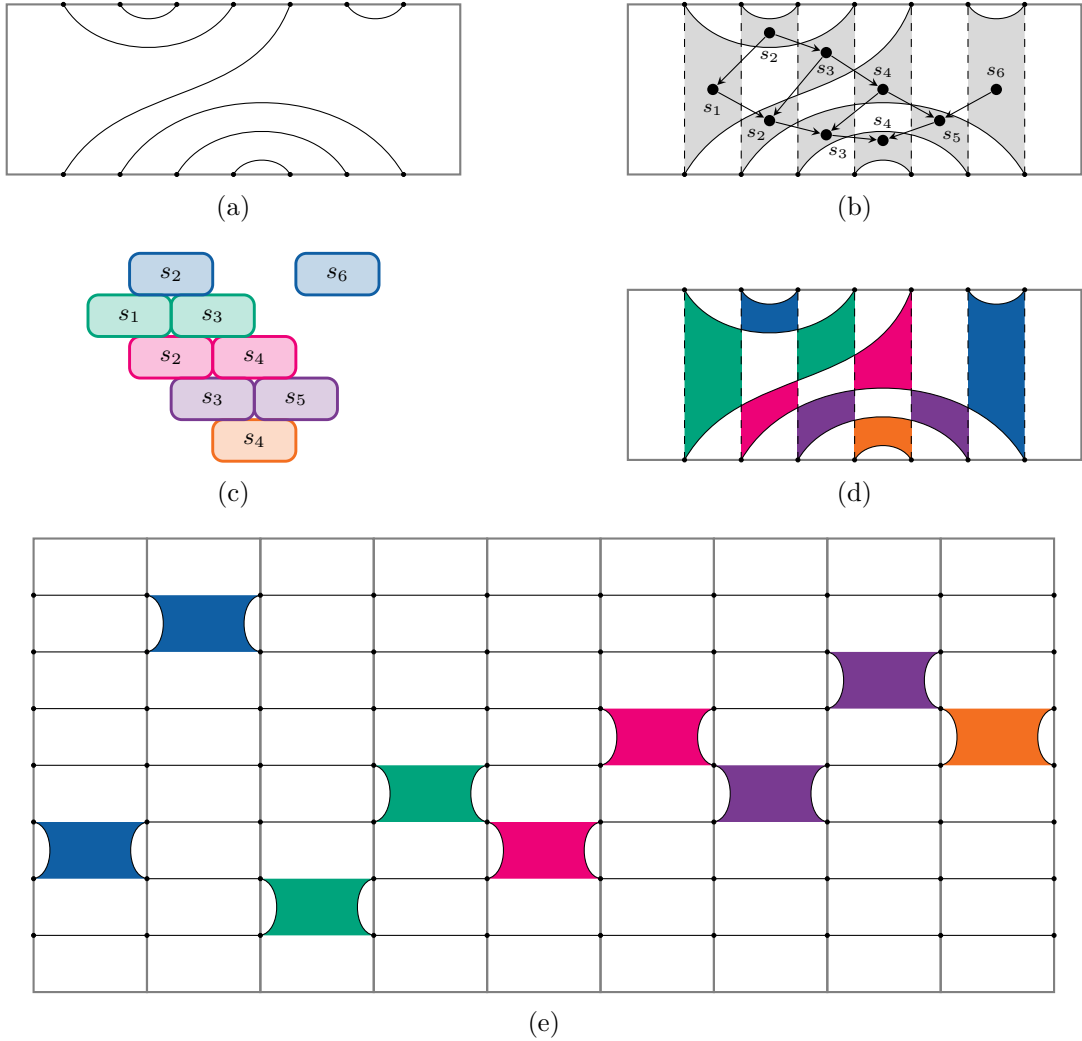 s₂ s₃ s₄ s₆
s₁ s₂ s₄ s₅
s₃
(a)
(b)
s₂ s₆
s₁ s₃
s₂ s₄
s₃ s₅
s₄
(c)
(d)
(e)